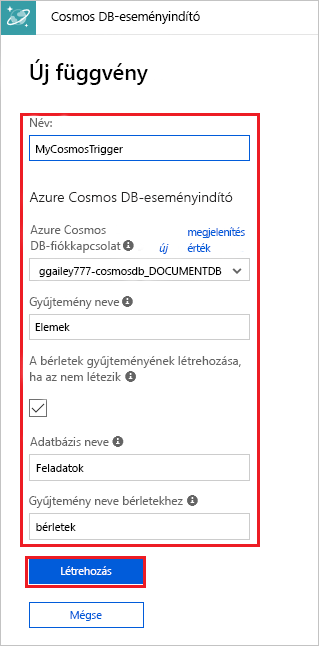 Cosmos DB-eseményindító
Új függvény
Név:
MyCosmosTrigger
Azure Cosmos DB-eseményindító
Azure Cosmos
DB-fiókkapcsolat
új
megjelenítés
érték
ggailey777-cosmosdb_DOCUMENTDB
Gyűjtemény neve
Elemek
A bérletek gyűjteményének létrehozása,
ha az nem létezik
Adatbázis neve
Feladatok
Gyűjtemény neve bérletekhez
bérletek
Létrehozás
Mégse